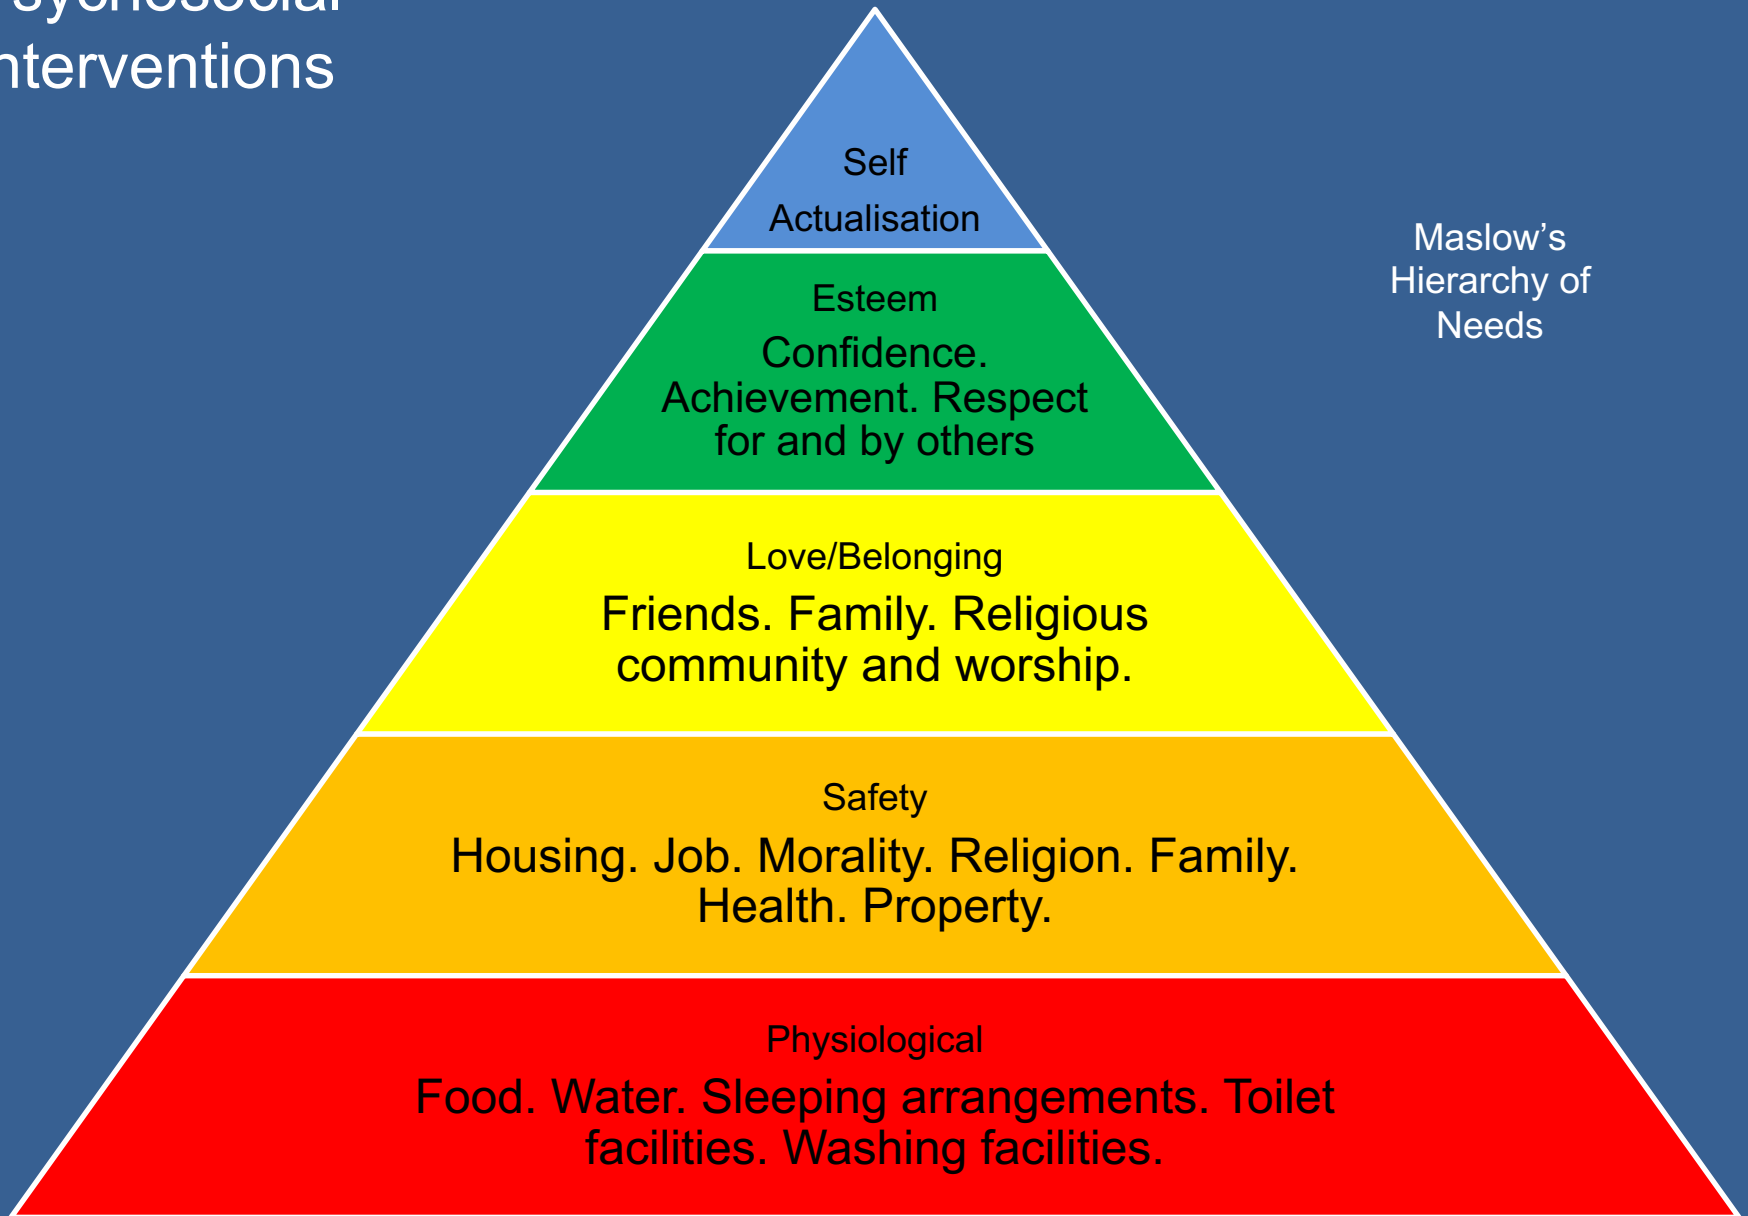 sychosocial
nterventions
Self
Actualisation
Maslow’s
Hierarchy of
Needs
Esteem
Confidence.
Achievement. Respect
for and by others
Love/Belonging
Friends. Family. Religious
community and worship.
Safety
Housing. Job. Morality. Religion. Family.
Health. Property.
Physiological
Food. Water. Sleeping arrangements. Toilet
facilities. Washing facilities.